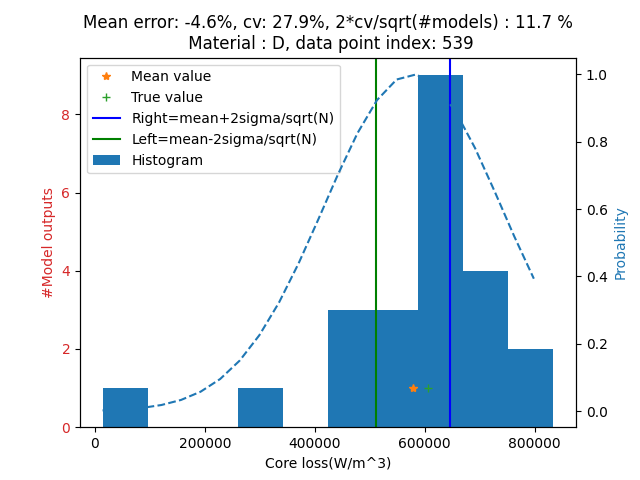 Mean error: -4.6%, cv: 27.9%, 2*cv/sqrt(#models) : 11.7 %
Material : D, data point index: 539
Mean value
True value
Right=mean+2sigma/sqrt(N)
Left=mean-2sigma/sqrt(N)
Histogram
#Model outputs
0
2
4
6
8
Probability
0.0
0.2
0.4
0.6
0.8
1.0
0
200000
400000
600000
800000
Core loss(W/m^3)